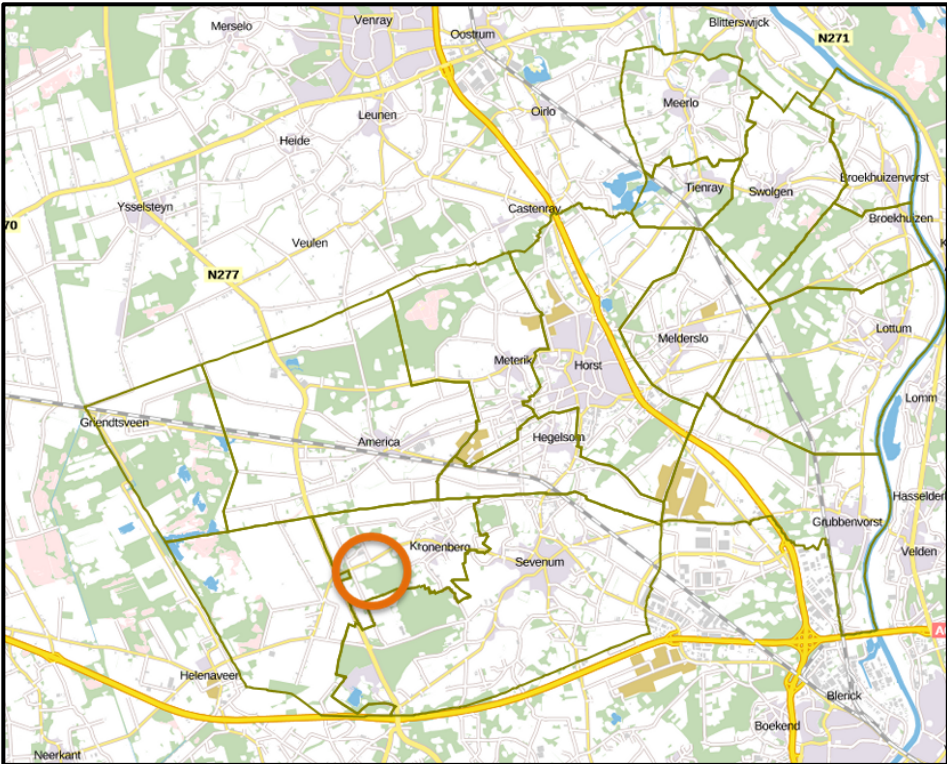 Merselo
Venray
Blitterswijck
Oostrum
N271
Meerlo
Oirlo
Leunen
Heide
Broekhuizenvorst
Tienray
Swolgen
Ysselsteyn
Castenray
Broekhuizen
70
Veulen
K
N277
Lottum
Melderslo
Meterik
Horst
Lomm
Griendtsveen
America
Hegelsom
Hasselder
Grubbenvorst
Kronenberg
Sevenum
Velden
A
Helenaveen
Blerick
Boekend
Neerkant